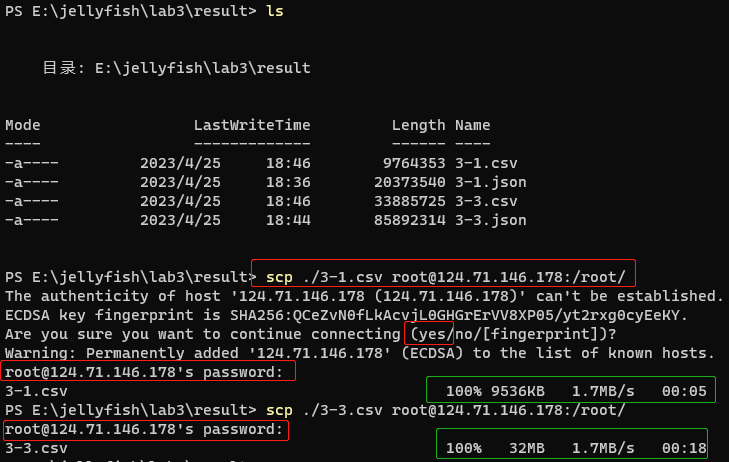 PS E:\jellyfish\lab3\result> ls
目录: E:\jellyfish\lab3\result
Mode LastWriteTime Length Name
---- ------------- ------ ----
-a---- 2023/4/25 18:46 9764353 3-1.csv
-a---- 2023/4/25 18:36 20373540 3-1.json
-a---- 2023/4/25 18:46 33885725 3-3.csv
-a---- 2023/4/25 18:44 85892314 3-3.json
PS E:\jellyfish\lab3\result> scp ./3-1.csv root@124.71.146.178:/root/
The authenticity of host '124.71.146.178 (124.71.146.178)' can't be established.
ECDSA key fingerprint is SHA256:QCeZvN0fLkAcvjL0GHGrErVV8XP05/yt2rxg0cyEeKY.
Are you sure you want to continue connecting (yes/no/[fingerprint])?
Warning: Permanently added '124.71.146.178' (ECDSA) to the list of known hosts.
root@124.71.146.178's password:
3-1.csv 100% 9536KB 1.7MB/s 00:05
PS E:\jellyfish\lab3\result> scp ./3-3.csv root@124.71.146.178:/root/
root@124.71.146.178's password:
3-3.csv 100% 32MB 1.7MB/s 00:18